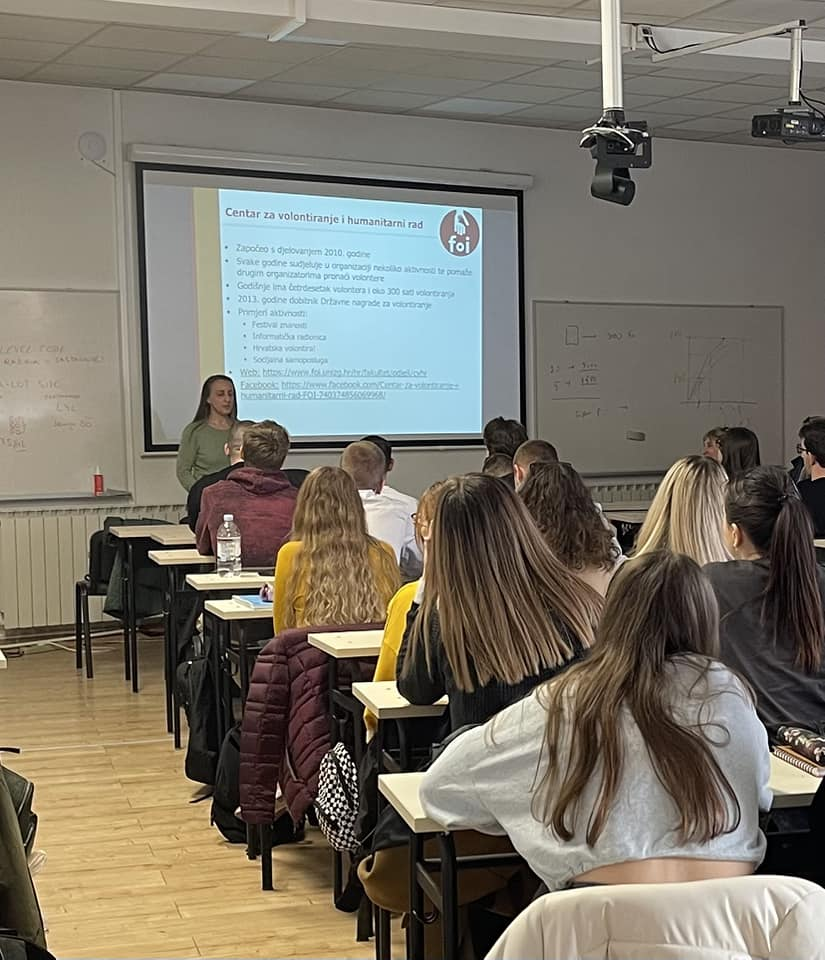 Centar za volontiranje i humanitarni rad
foi
Započeo s djelovanjem 2010. godine
Svake godine sudjeluje u organizaciji nekoliko aktivnosti te pomaže
drugim organizatorima pronaći volontere
Godišnje ima četrdesetak volontera i oko 300 sati volontiranja
2013. godine dobitnik Državne nagrade za volontiranje
Primjeri aktivnosti:
Festival znanosti
Informatička radionica
Hrvatska volontira!
Socijalna samoposluga
Web: https://www.foi.unizg.hr/hr/fakultet/odjeli/cvhr
Facebook: https://www.facebook.com/Centar-za-volontiranje-i-
humanitarni-rad-FOI-740374856069968/